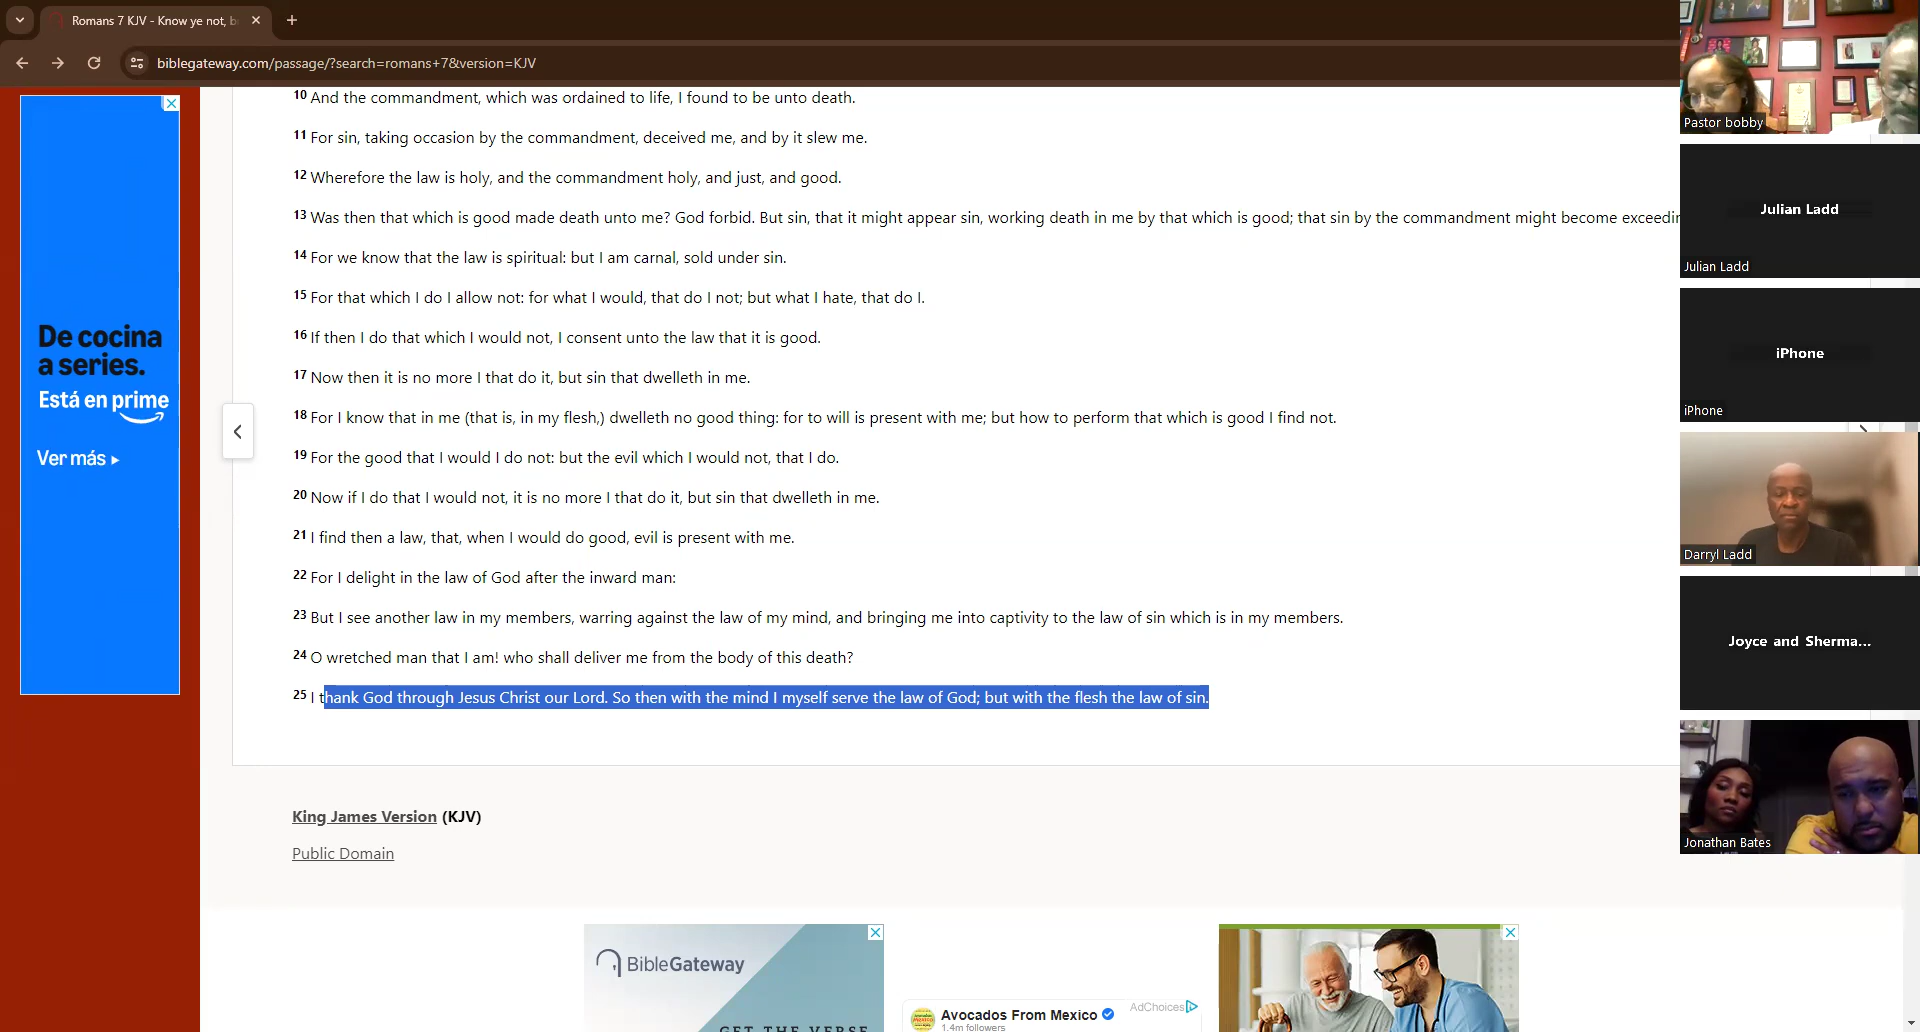 Romans 7 KJV - Know ye not, b
biblegateway.com/passage/?search=romans+7&version=KJV
10 And the commandment, which was ordained to life, I found to be unto death.
11 For sin, taking occasion by the commandment, deceived me, and by it slew me.
12 Wherefore the law is holy, and the commandment holy, and just, and good.
13 Was then that which is good made death unto me? God forbid. But sin, that it might appear sin, working death in me by that which is good; that sin by the commandment might become exceedin
14 For we know that the law is spiritual: but I am carnal, sold under sin.
15 For that which I do I allow not: for what I would, that do I not; but what I hate, that do I.
16 If then I do that which I would not, I consent unto the law that it is good.
17 Now then it is no more I that do it, but sin that dwelleth in me.
18 For I know that in me (that is, in my flesh,) dwelleth no good thing: for to will is present with me; but how to perform that which is good I find not.
19 For the good that I would I do not: but the evil which I would not, that I do.
20 Now if I do that I would not, it is no more I that do it, but sin that dwelleth in me.
21 I find then a law, that, when I would do good, evil is present with me.
22 For I delight in the law of God after the inward man:
23 But I see another law in my members, warring against the law of my mind, and bringing me into captivity to the law of sin which is in my members.
24 O wretched man that I am! who shall deliver me from the body of this death?
25 I thank God through Jesus Christ our Lord. So then with the mind I myself serve the law of God; but with the flesh the law of sin.
King James Version (KJV)
Public Domain
De cocina
a series.
Está en prime
Ver más
BibleGateway
GET THE VERSE
AdChoices
Avocados From Mexico
1.4m followers
Pastor bobby
Julian Ladd
Julian Ladd
iPhone
iPhone
Darryl Ladd
Joyce and Sherma...
Jonathan Bates